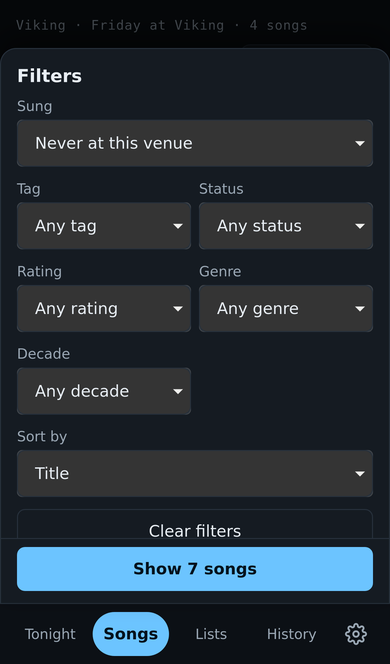 Viking · Friday at Viking · 4 songs
Filters
Sung
Never at this venue
Tag Status
Any tag Any status
Rating Genre
Any rating Any genre
Decade
Any decade
Sort by
Title
Clear filters
Show 7 songs
Tonight Songs Lists History